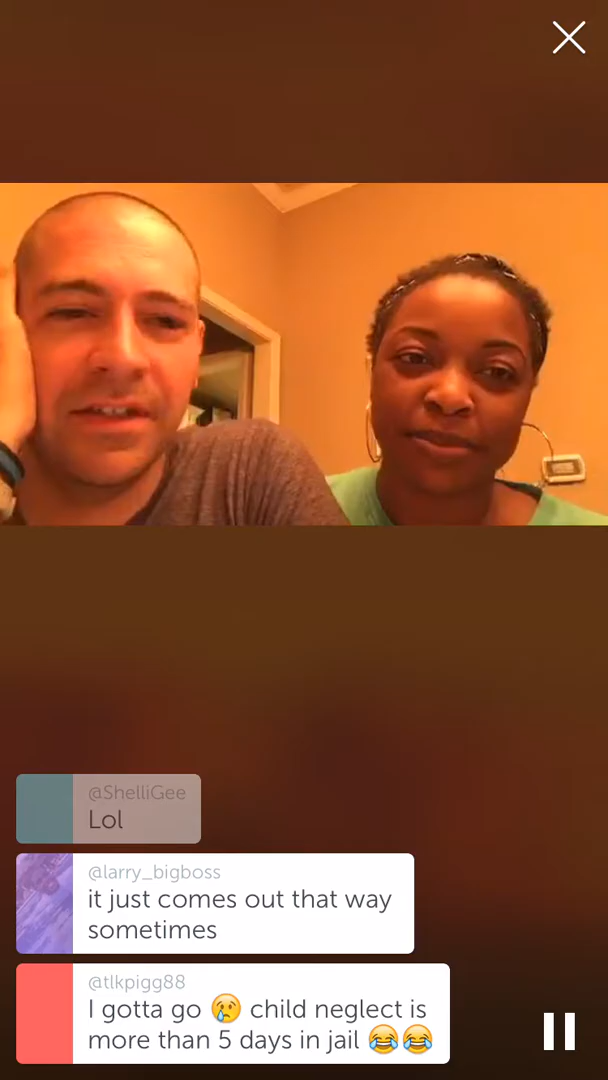 @ShelliGee
Lol
@larry_bigboss
it just comes out that way
sometimes
@tlkpigg88
I gotta go 😢 child neglect is
more than 5 days in jail 😂😂